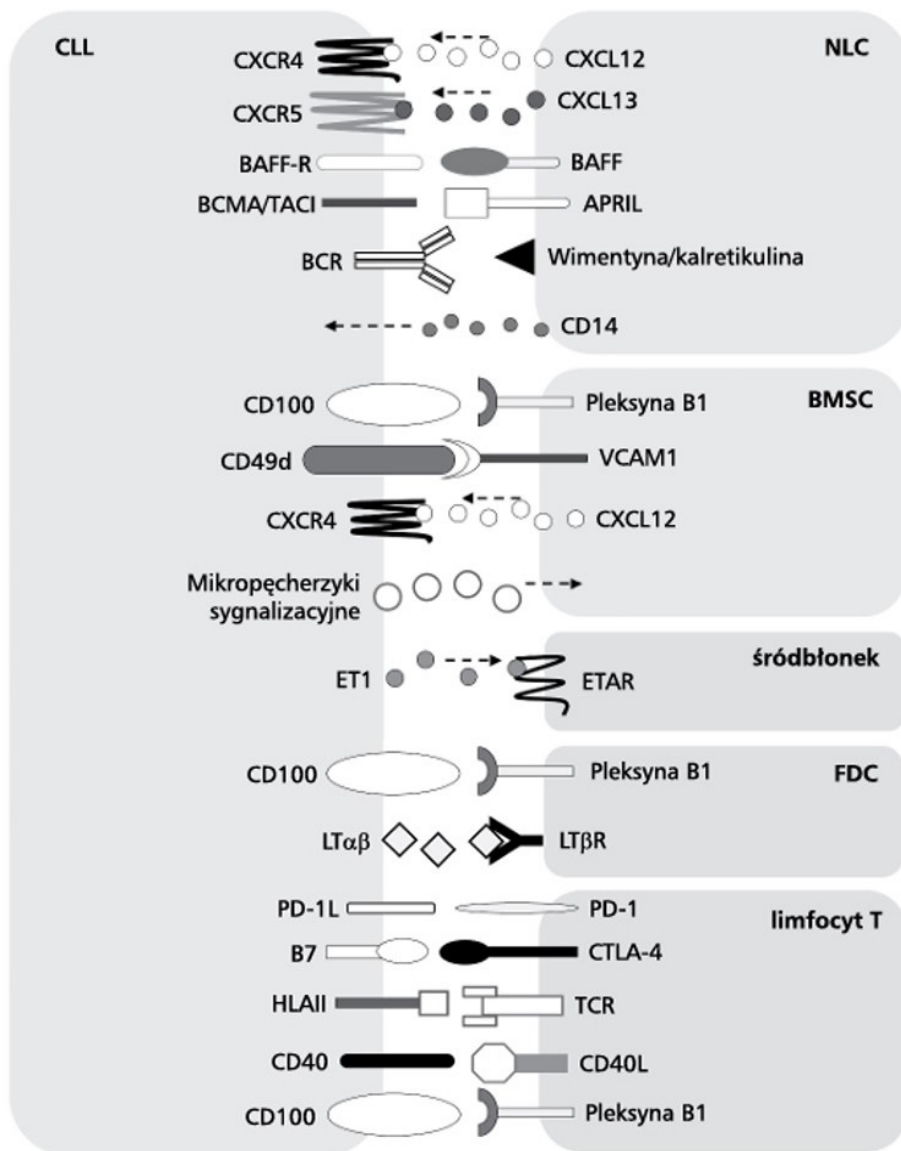 CLL
NLC
CXCR4
CXCL12
CXCR5
CXCL13
BAFF-R
BAFF
BCMA/TACI
APRIL
BCR
Wimentyna/kalretikulina
CD14
BMSC
CD100
Pleksyna B1
CD49d
VCAM1
CXCR4
CXCL12
Mikropęcherzyki
sygnalizacyjne
śródbłonek
ET1
ETAR
FDC
CD100
Pleksyna B1
LTαβ
LTβR
limfocyt T
PD-1L
PD-1
B7
CTLA-4
HLAII
TCR
CD40
CD40L
CD100
Pleksyna B1